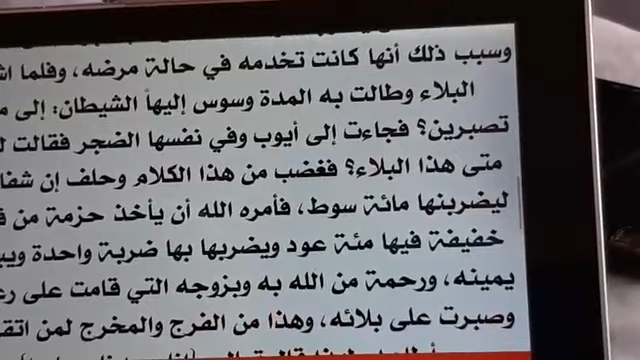 وسبب ذلك أنها كانت تخدمه في حالة مرضه، وفلما
البلاء وطالت به المدة وسوس إليها الشيطان: إلى
تصبرين؟ فجاءت إلى أيوب وفي نفسها الضجر فقالت
متى هذا البلاء؟ فغضب من هذا الكلام وحلف إن
ليضربنها مائة سوط، فأمره الله أن يأخذ حزمة من
خفيفة فيها مئة عود ويضربها بها ضربة واحدة
يمينه، ورحمة من الله به وبزوجه التي قامت على
وصبرت على بلائه، وهذا من الفرج والمخرج لمن